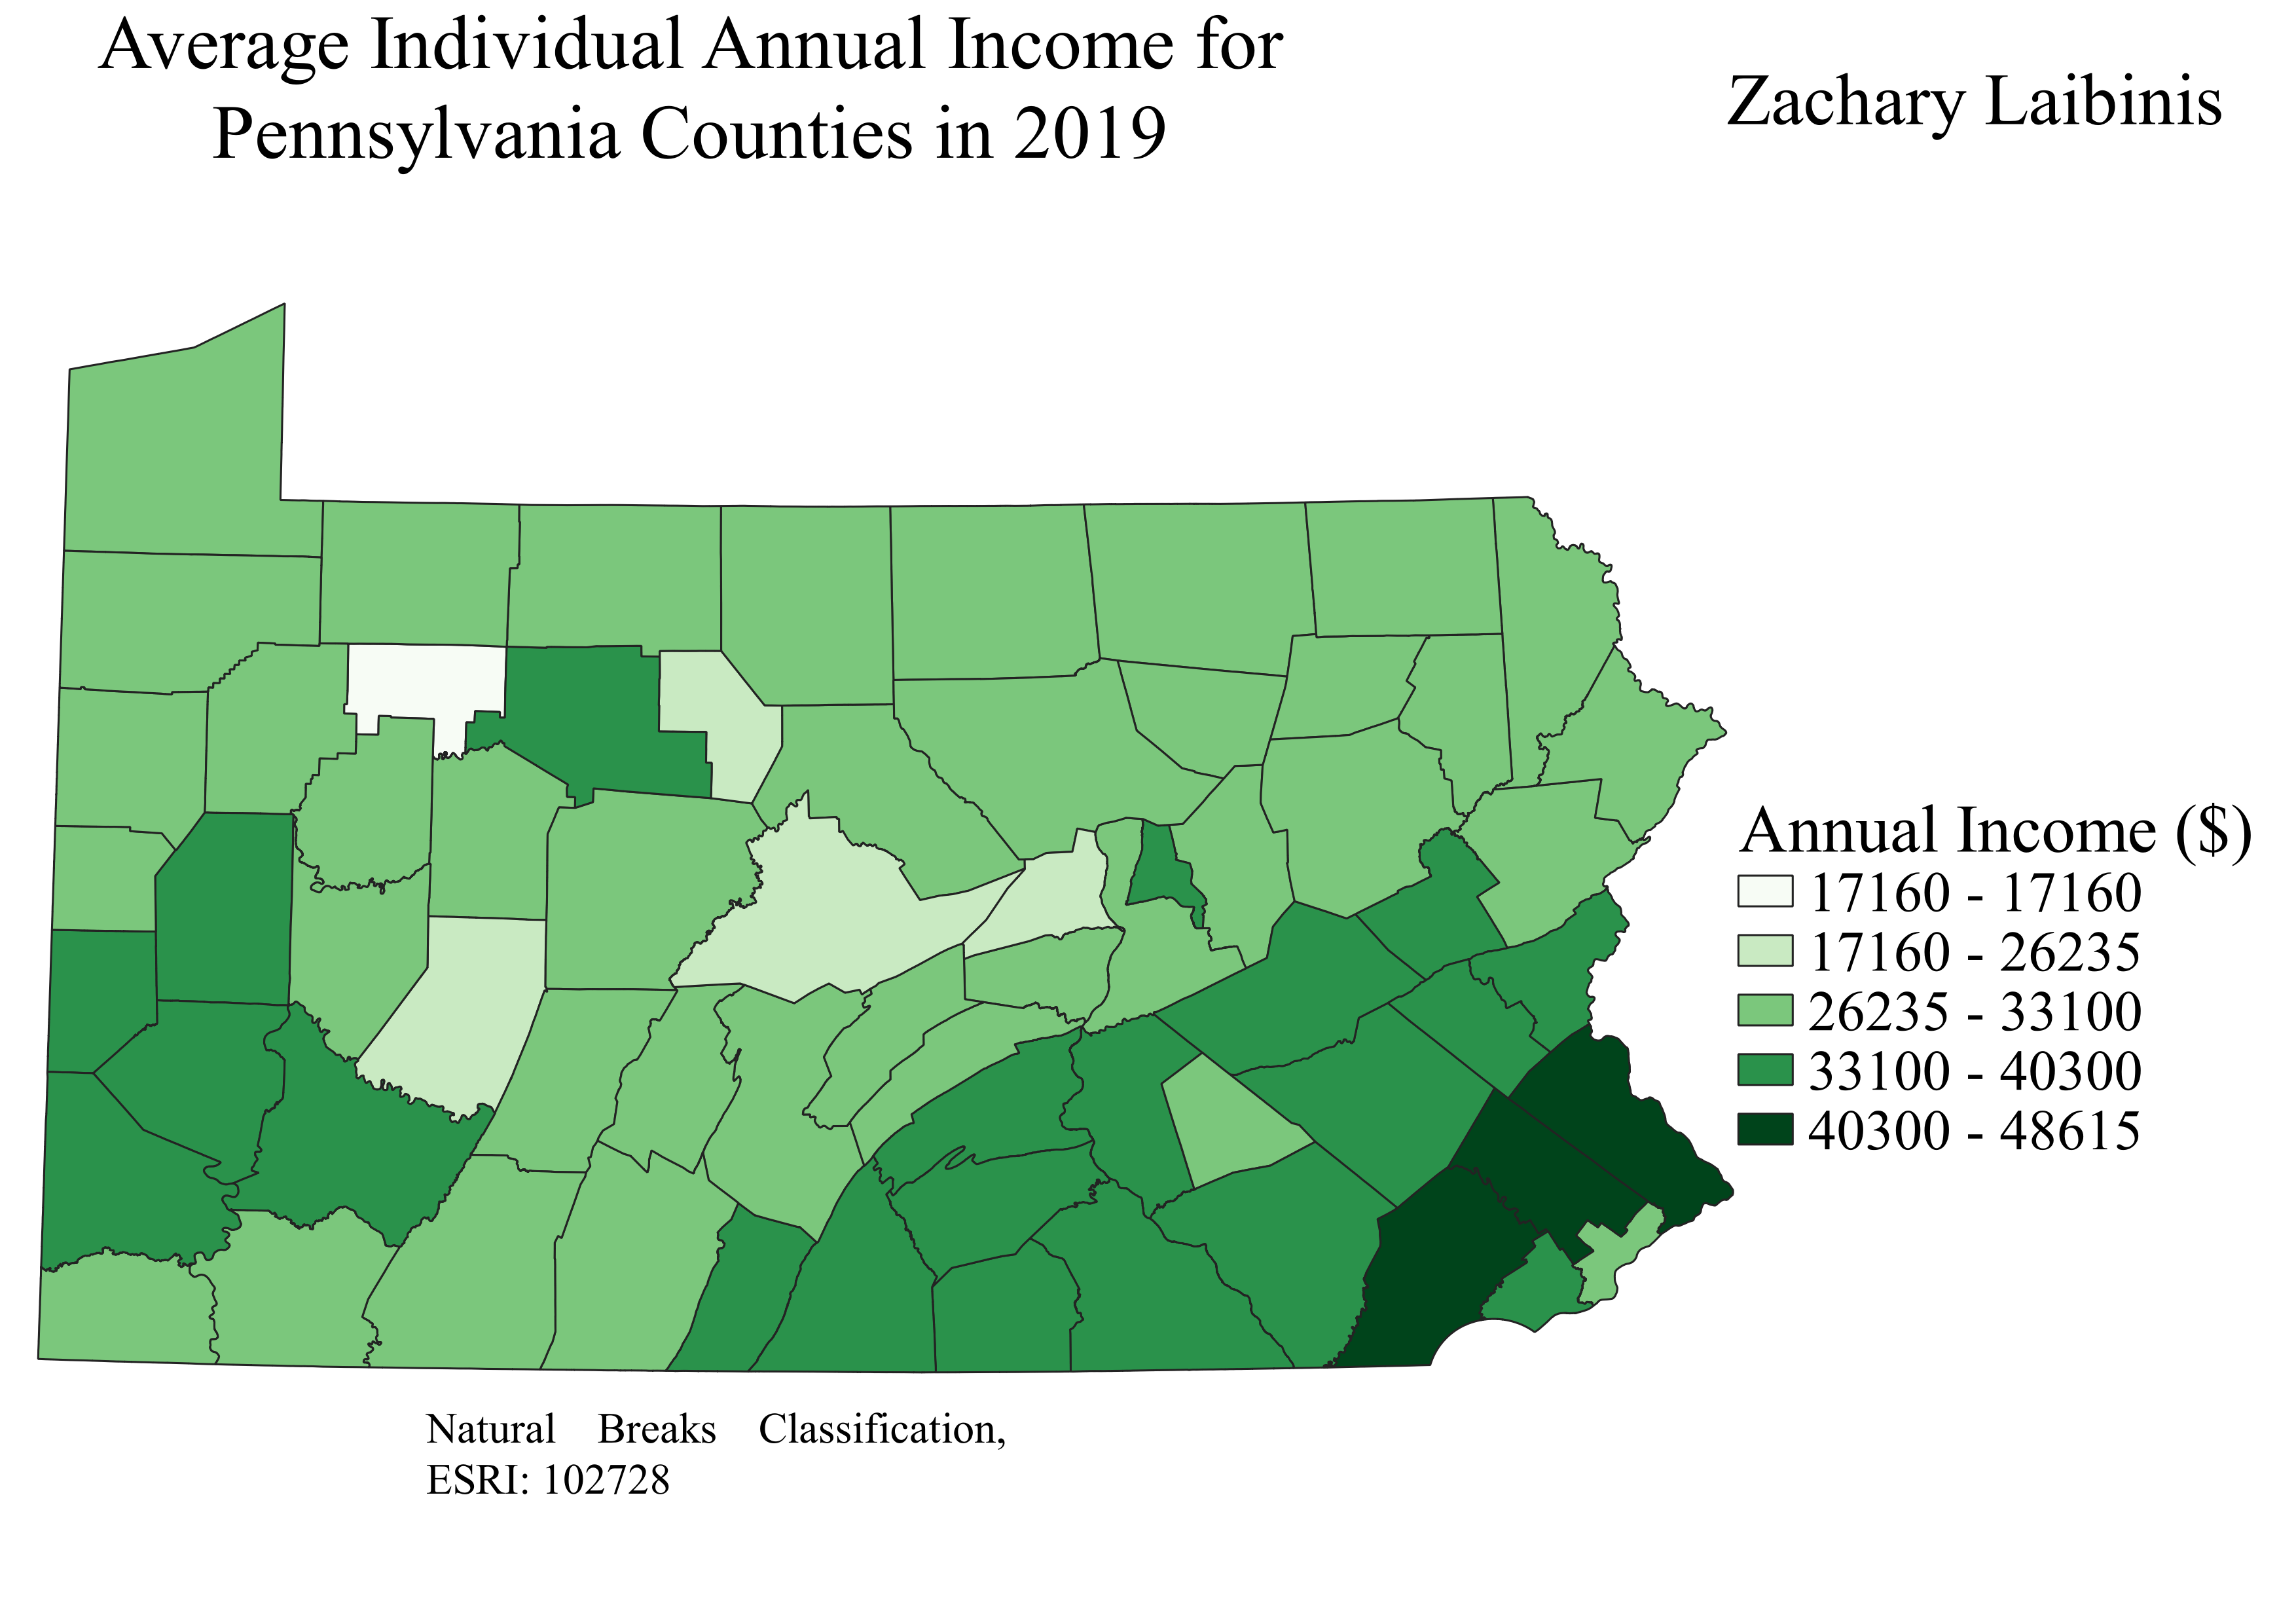 Average Individual Annual Income for
Pennsylvania Counties in 2019
Zachary Laibinis
Annual Income ($)
17160 - 17160
17160 - 26235
26235 - 33100
33100 - 40300
40300 - 48615
Natural Breaks Classification,
ESRI: 102728